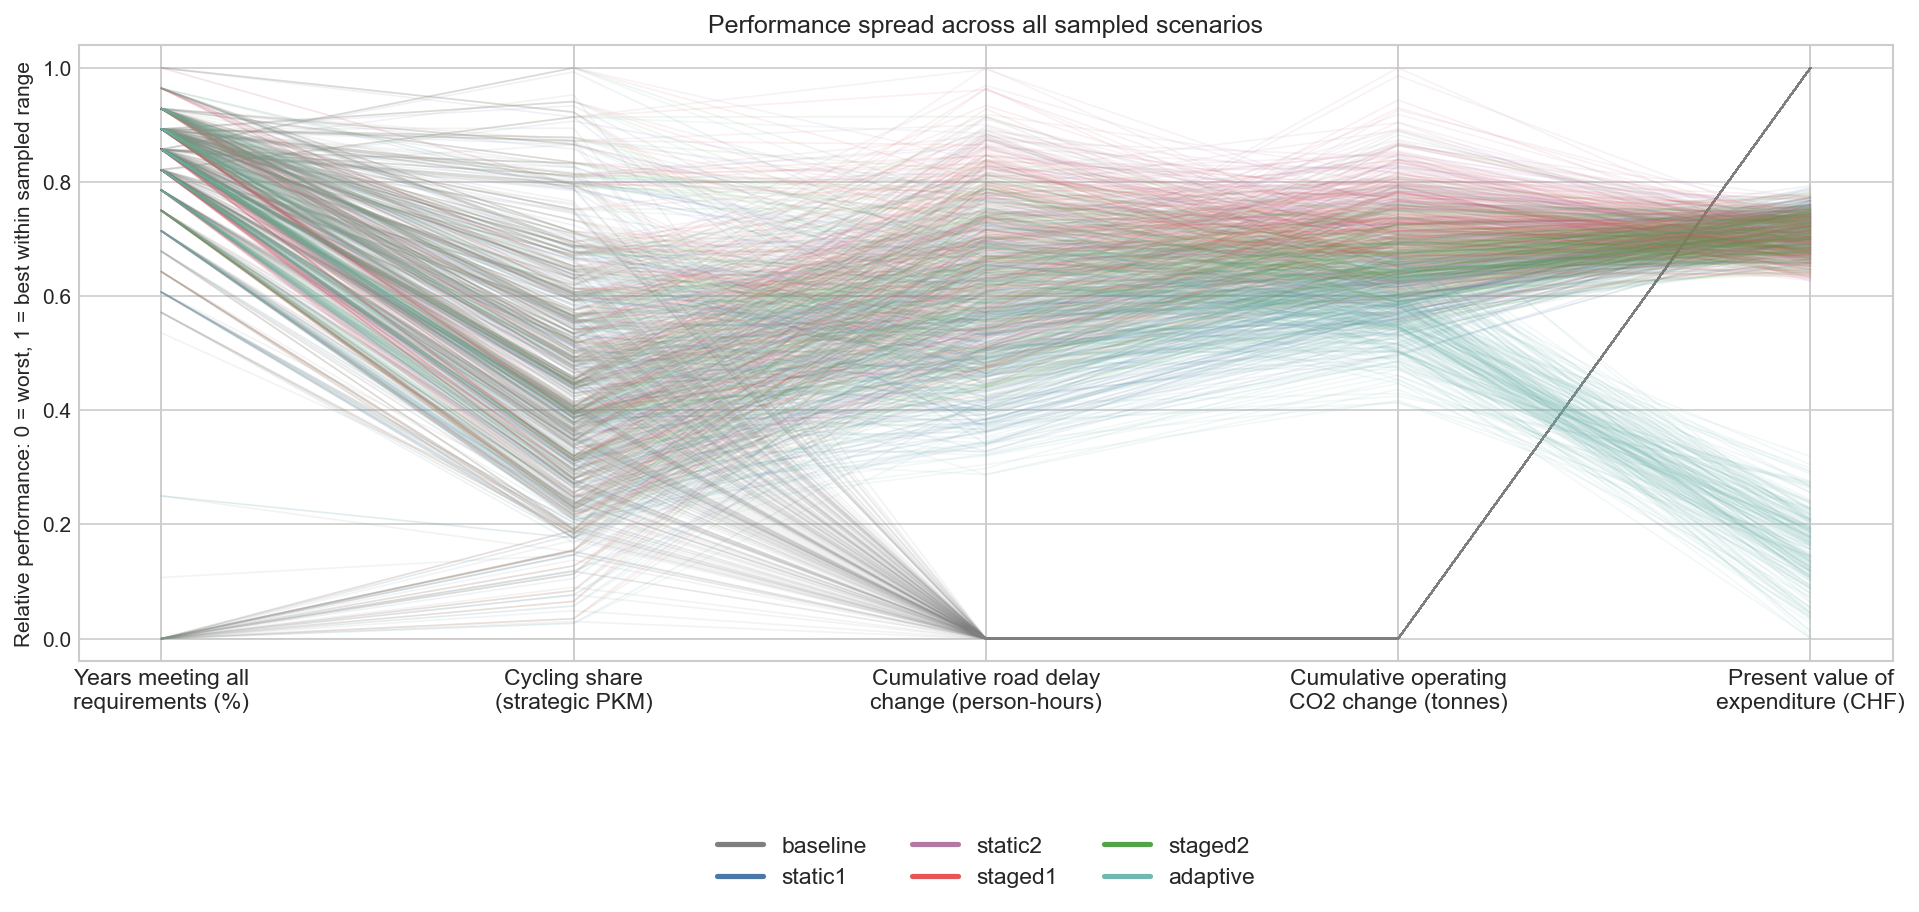 Performance spread across all sampled scenarios
Relative performance: 0 = worst, 1 = best within sampled range
1.0
0.8
0.6
0.4
0.2
0.0
Years meeting all
requirements (%)
Cycling share
(strategic PKM)
Cumulative road delay
change (person-hours)
Cumulative operating
CO2 change (tonnes)
Present value of
expenditure (CHF)
baseline
static1
static2
staged1
staged2
adaptive